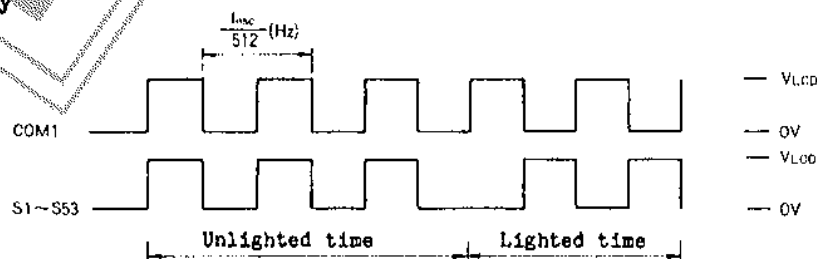 y
fosc
512 (Hz)
VLCD
COM1
0V
VLCD
S1~S53
0V
Unlighted time
Lighted time